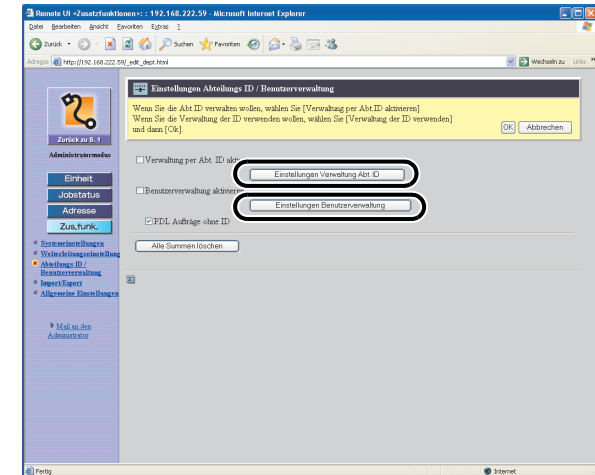 Remote UI <Zusatzfunktionen>: : 192.168.222.59 - Microsoft Internet Explorer
Datei Bearbeiten Ansicht Favoriten Extras ?
Zurück Suchen Favoriten
Adresse http://192.168.222.59/_edit_dept.html Wechseln zu Links »
Einstellungen Abteilungs ID / Benutzerverwaltung
Wenn Sie die Abt.ID verwalten wollen, wählen Sie [Verwaltung per Abt.ID aktivieren]
Wenn Sie die Verwaltung der ID verwenden wollen, wählen Sie [Verwaltung der ID verwenden]
und dann [Ok].
OK Abbrechen
Zurück zu S. 1
Administratormodus
Einheit
Jobstatus
Adresse
Zus,funk,
Systemeinstellungen
Weiterleitungseinstellung
Abteilungs ID /
Benutzerverwaltung
Import/Export
Allgemeine Einstellungen
Mail an den
Administrator
Verwaltung per Abt. ID akti
Einstellungen Verwaltung Abt. ID
Benutzerverwaltung aktivieren
Einstellungen Benutzerverwaltung
PDL Aufträge ohne ID
Alle Summen löschen
Fertig Internet